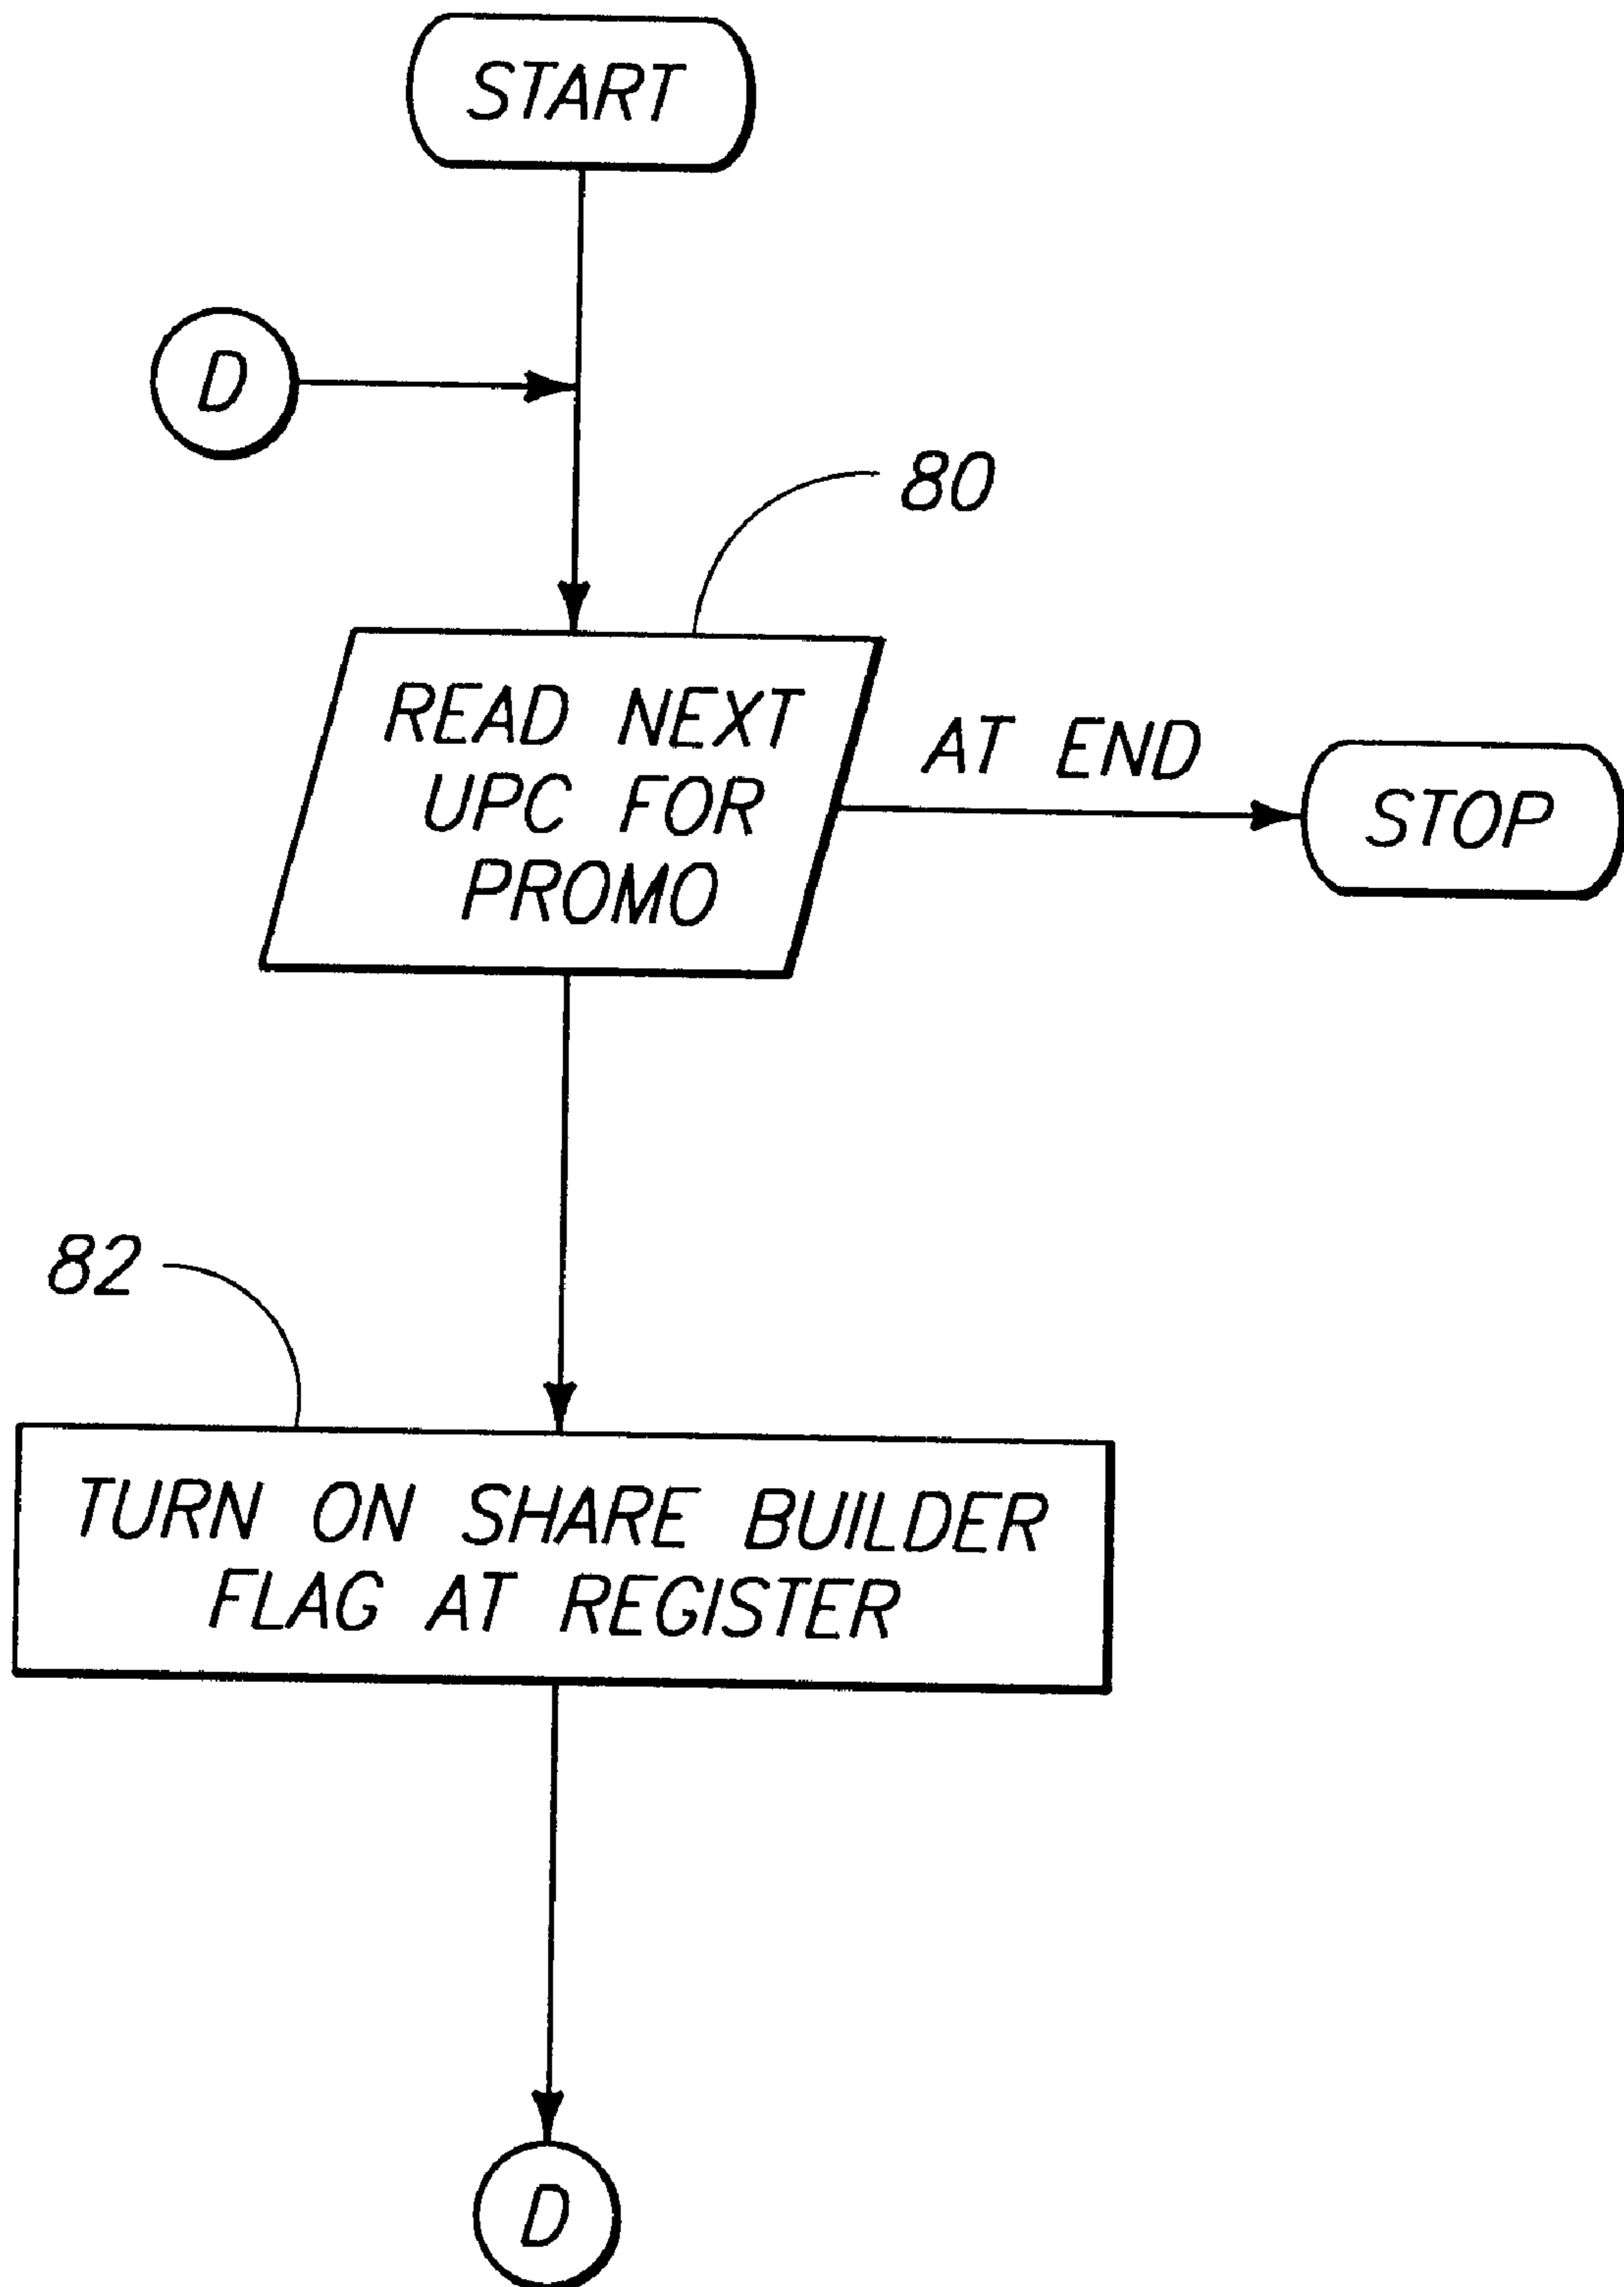 START
D
80
READ NEXT
UPC FOR
PROMO
AT END
STOP
82
TURN ON SHARE BUILDER
FLAG AT REGISTER
D